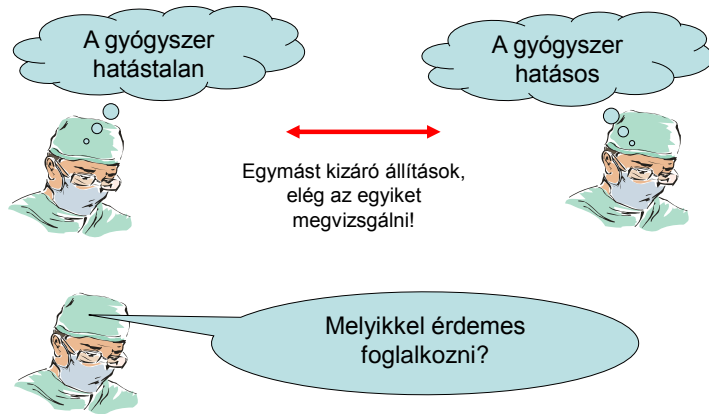 A gyógyszer
hatástalan
A gyógyszer
hatásos
Egymást kizáró állítások,
elég az egyiket
megvizsgálni!
Melyikkel érdemes
foglalkozni?